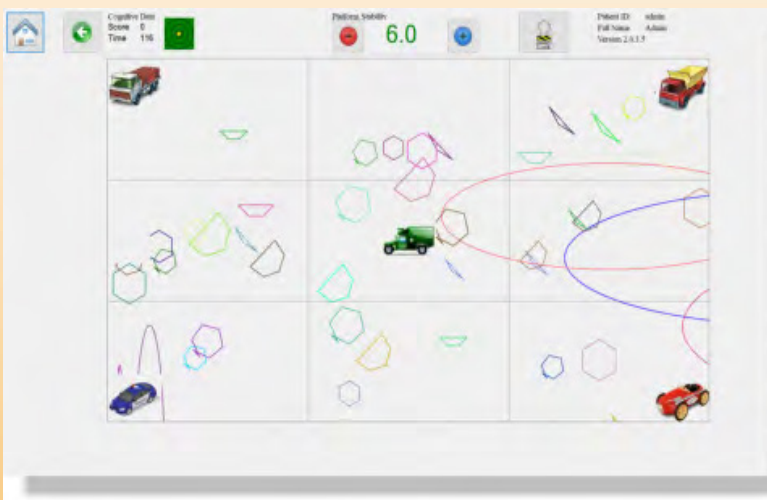 Cognitive Dent
Score 0
Time 116
Platform Stability
6.0
Patient ID: admin
Full Name Admin
Version 2.0.1.5